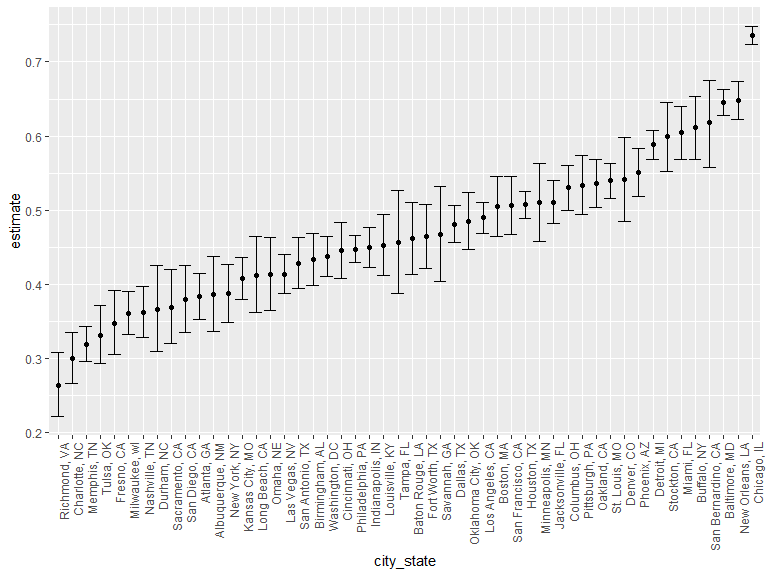 0.7
0.6
0.5
0.4
0.3
0.2
estimate
Richmond, VA
Charlotte, NC
Memphis, TN
Tulsa, OK
Fresno, CA
Milwaukee, wI
Nashville, TN
Durham, NC
Sacramento, CA
San Diego, CA
Atlanta, GA
Albuquerque, NM
New York, NY
Kansas City, MO
Long Beach, CA
Omaha, NE
Las Vegas, NV
San Antonio, TX
Birmingham, AL
Washington, DC
Cincinnati, OH
Philadelphia, PA
Indianapolis, IN
Louisville, KY
Tampa, FL
Baton Rouge, LA
Fort Worth, TX
Savannah, GA
Dallas, TX
Oklahoma City, OK
Los Angeles, CA
Boston, MA
San Francisco, CA
Houston, TX
Minneapolis, MN
Jacksonville, FL
Columbus, OH
Pittsburgh, PA
Oakland, CA
St. Louis, MO
Denver, CO
Phoenix, AZ
Detroit, MI
Stockton, CA
Miami, FL
Buffalo, NY
San Bernardino, CA
Baltimore, MD
New Orleans, LA
Chicago, IL
city_state